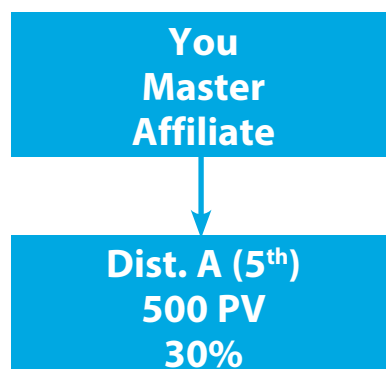 You
Master
Affiliate
Dist. A (5th)
500 PV
30%